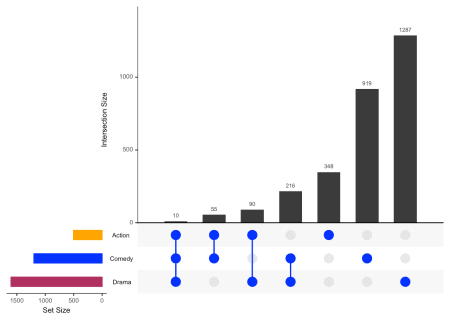 1287
919
348
216
90
55
10
1000
500
0
Intersection Size
Action
Comedy
Drama
1500 1000 500 0
Set Size